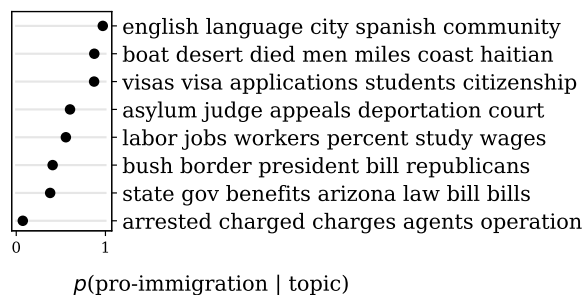 english language city spanish community
boat desert died men miles coast haitian
visas visa applications students citizenship
asylum judge appeals deportation court
labor jobs workers percent study wages
bush border president bill republicans
state gov benefits arizona law bill bills
arrested charged charges agents operation
0 1
p(pro-immigration | topic)